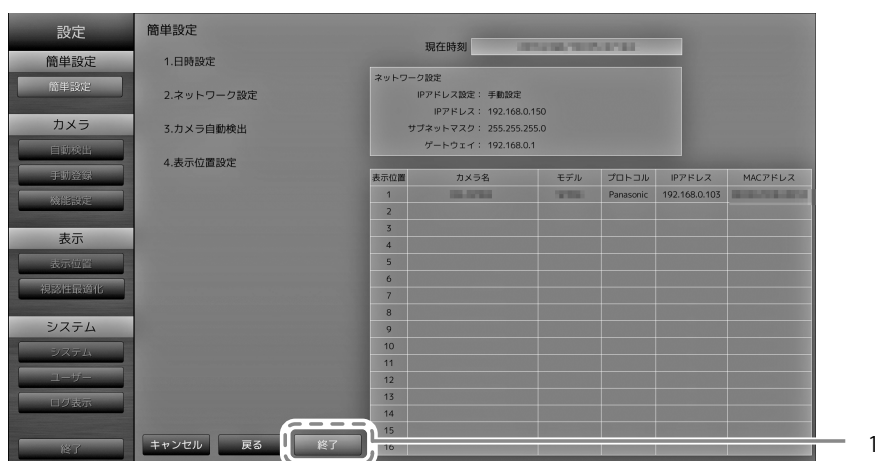 設定
簡単設定
簡単設定
カメラ
自動検出
手動登録
機能設定
表示
表示位置
視認性最適化
システム
システム
ユーザー
ログ表示
終了
簡単設定
1.日時設定
2.ネットワーク設定
3.カメラ自動検出
4.表示位置設定
現在時刻
ネットワーク設定
IPアドレス設定: 手動設定
IPアドレス: 192.168.0.150
サブネットマスク: 255.255.255.0
ゲートウェイ: 192.168.0.1
表示位置 カメラ名 モデル プロトコル IPアドレス MACアドレス
1 Panasonic 192.168.0.103
2
3
4
5
6
7
8
9
10
11
12
13
14
15
16
キャンセル 戻る 終了
1